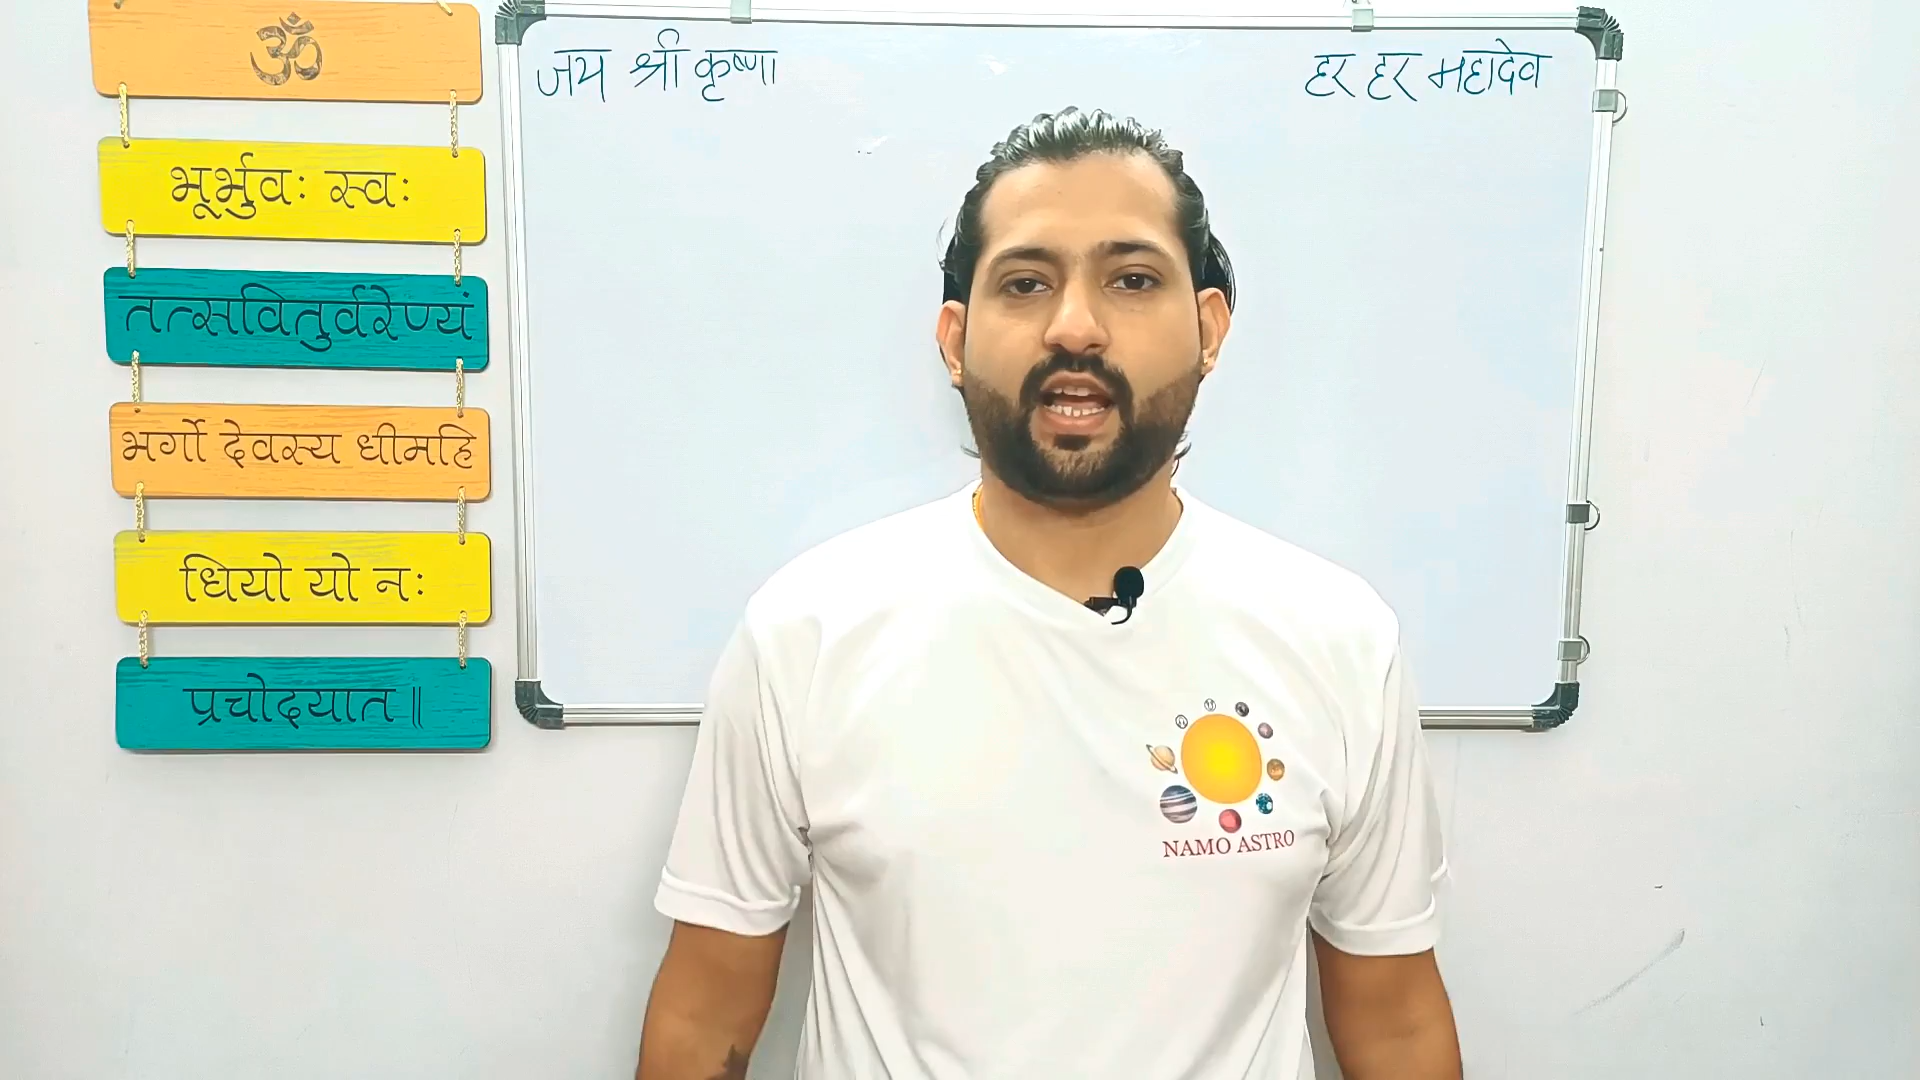 ॐ
भूर्भुवः स्वः
तत्सवितुर्वरेण्यं
भर्गो देवस्य धीमहि
धियो यो नः
प्रचोदयात॥
जय श्री कृष्णा
हर हर महादेव
NAMO ASTRO